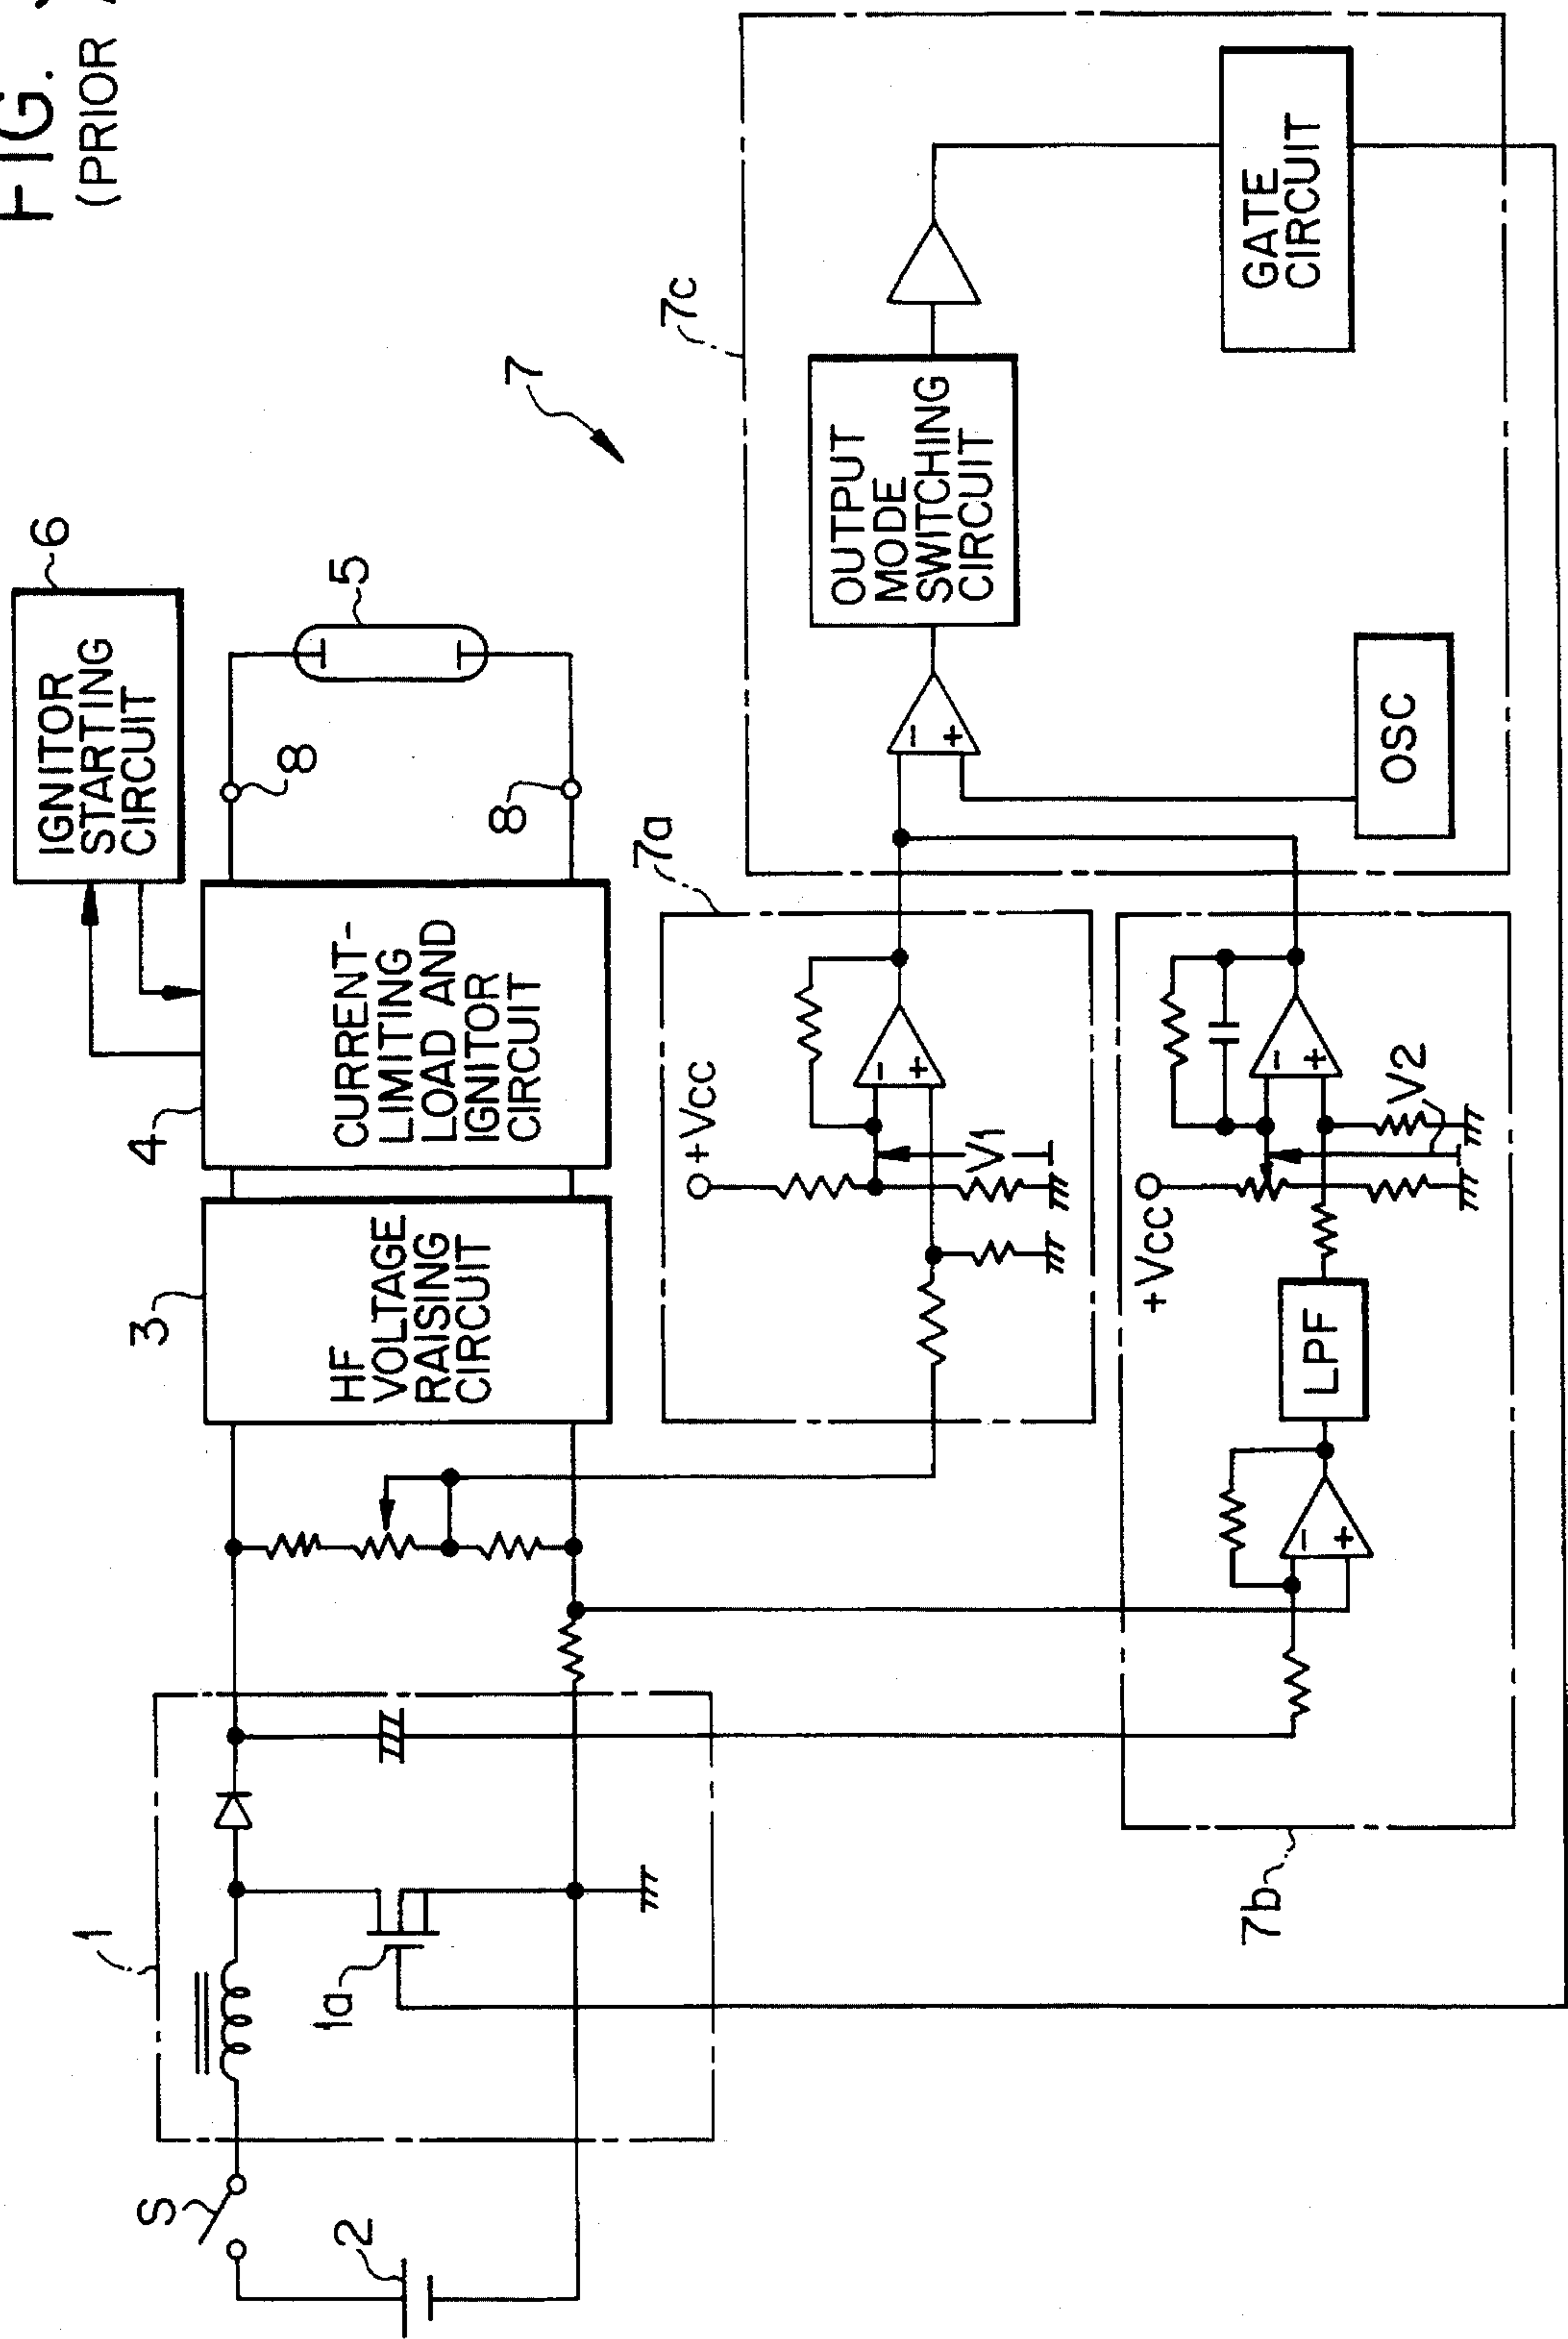 FIG.
(PRIOR
IGNITOR
STARTING
CIRCUIT
6
5
8
8
4
CURRENT-
LIMITING
LOAD AND
IGNITOR
CIRCUIT
3
HF
VOLTAGE
RAISING
CIRCUIT
1
1a
S
2
7
7a
+Vcc
V1
-
+
7b
+Vcc
V2
-
+
LPF
-
+
7c
OUTPUT
MODE
SWITCHING
CIRCUIT
-
+
OSC
GATE
CIRCUIT